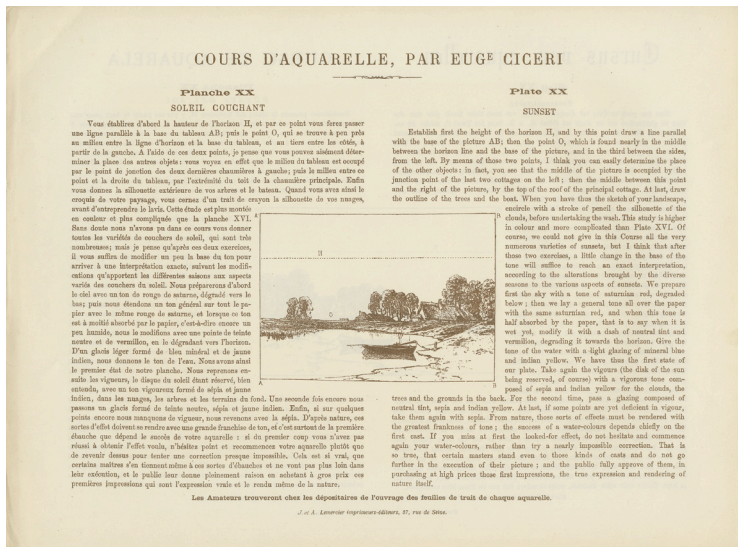 COURS D'AQUARELLE, PAR EUGE CICERI
Planche XX
SOLEIL COUCHANT
Vous établirez d'abord la hauteur de l'horizon H, et par ce point vous ferez passer
une ligne parallèle à la base du tableau AB; puis le point O, qui se trouve à peu près
au milieu entre la ligne d'horizon et la base du tableau, et au tiers entre les côtés, à
partir de la gauche. A l'aide de ces deux points, je pense que vous pouvez aisément déter-
miner la place des autres objets: vous voyez en effet que le milieu du tableau est occupé
par le point de jonction des deux dernières chaumières à gauche; puis le milieu entre ce
point et la droite du tableau, par l'extrémité du toit de la chaumière principale. Enfin
vous donnez la silhouette extérieure de vos arbres et le bateau. Quand vous avez ainsi le
croquis de votre paysage, vous cernez d'un trait de crayon la silhouette de vos nuages,
avant d'entreprendre le lavis. Cette étude est plus montée
en couleur et plus compliquée que la planche XVI.
Sans doute nous n'avons pu dans ce cours vous donner
toutes les variétés de couchers de soleil, qui sont très
nombreuses; mais je pense qu'après ces deux exercices,
il vous suffira de modifier un peu la base du ton pour
arriver à une interprétation exacte, suivant les modifi-
cations qu'apportent les différentes saisons aux aspects
variés des couchers du soleil. Nous préparerons d'abord
le ciel avec un ton de rouge de saturne, dégradé vers le
bas; puis nous étendons un ton général sur tout le pa-
pier avec le même rouge de saturne, et lorsque ce ton
est à moitié absorbé par le papier, c'est-à-dire encore un
peu humide, nous le modifions avec une pointe de teinte
neutre et de vermillon, en le dégradant vers l'horizon.
D'un glacis léger formé de bleu minéral et de jaune
indien, nous donnons le ton de l'eau. Nous avons ainsi
le premier état de notre planche. Nous reprenons en-
suite les vigueurs, le disque du soleil étant réservé, bien
entendu, avec un ton vigoureux formé de sépia et jaune
indien, dans les nuages, les arbres et les terrains du fond. Une seconde fois encore nous
passons un glacis formé de teinte neutre, sépia et jaune indien. Enfin, si sur quelques
points encore nous manquons de vigueur, nous revenons avec la sépia. D'après nature, ces
sortes d'effet doivent se rendre avec une grande franchise de ton, et c'est surtout de la première
ébauche que dépend le succès de votre aquarelle: si du premier coup vous n'avez pas
réussi à obtenir l'effet voulu, n'hésitez point et recommencez votre aquarelle plutôt que
de revenir dessus pour tenter une correction presque impossible. Cela est si vrai, que
certains maîtres s'en tiennent même à ces sortes d'ébauches et ne vont pas plus loin dans
leur exécution, et le public leur donne pleinement raison en achetant à gros prix ces
premières impressions qui sont l'expression vraie et le rendu même de la nature.
Plate XX
SUNSET
Establish first the height of the horizon H, and by this point draw a line parallel
with the base of the picture AB; then the point O, which is found nearly in the middle
between the horizon line and the base of the picture, and in the third between the sides,
from the left. By means of those two points, I think you can easily determine the place
of the other objects: in fact, you see that the middle of the picture is occupied by the
junction point of the last two cottages on the left; then the middle between this point
and the right of the picture, by the top of the roof of the principal cottage. At last, draw
the outline of the trees and the boat. When you have thus the sketch of your landscape,
encircle with a stroke of pencil the silhouette of the
clouds, before undertaking the wash. This study is higher
in colour and more complicated than Plate XVI. Of
course, we could not give in this Course all the very
numerous varieties of sunsets, but I think that after
those two exercises, a little change in the base of the
tone will suffice to reach an exact interpretation,
according to the alterations brought by the diverse
seasons to the various aspects of sunsets. We prepare
first the sky with a tone of saturnian red, degraded
below; then we lay a general tone all over the paper
with the same saturnian red, and when this tone is
half absorbed by the paper, that is to say when it is
wet yet, modify it with a dash of neutral tint and
vermilion, degrading it towards the horizon. Give the
tone of the water with a light glazing of mineral blue
and indian yellow. We have thus the first state of
our plate. Take again the vigours (the disk of the sun
being reserved, of course) with a vigorous tone com-
posed of sepia and indian yellow for the clouds, the
trees and the grounds in the back. For the second time, pass a glazing composed of
neutral tint, sepia and indian yellow. At last, if some points are yet deficient in vigour,
take them again with sepia. From nature, those sorts of effects must be rendered with
the greatest frankness of tone; the success of a water-colours depends chiefly on the
first cast. If you miss at first the looked-for effect, do not hesitate and commence
again your water-colours, rather than try a nearly impossible correction. That is
so true, that certain masters stand even to those kinds of casts and do not go
further in the execution of their picture; and the public fully approve of them, in
purchasing at high prices those first impressions, the true expression and rendering of
nature itself.
A
H
O
A
B
Les Amateurs trouveront chez les dépositaires de l'ouvrage des feuilles de trait de chaque aquarelle.
J. et A. Lemercier imprimeurs-éditeurs, 57, rue de Seine.